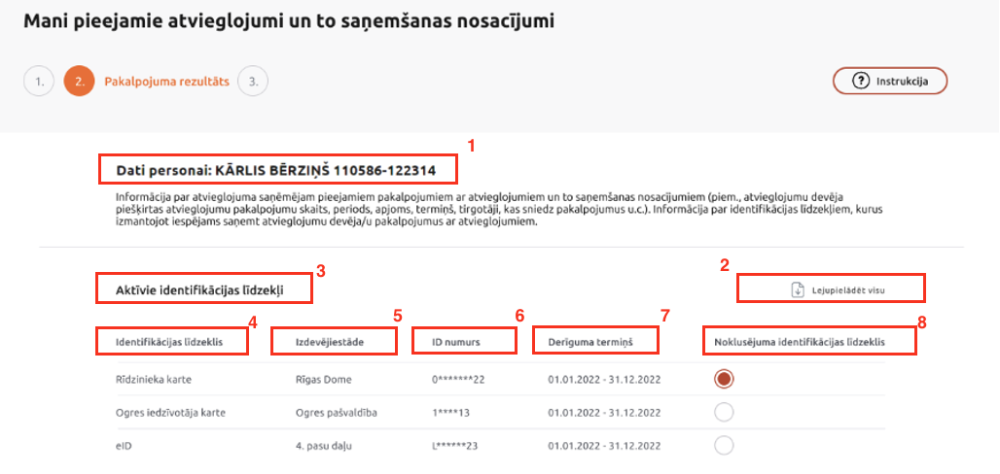 Mani pieejamie atvieglojumi un to saņemšanas nosacījumi
1. 2. Pakalpojuma rezultāts 3.
? Instrukcija
1
Dati personai: KĀRLIS BĒRZIŅŠ 110586-122314
Informācija par atvieglojuma saņēmējam pieejamiem pakalpojumiem ar atvieglojumiem un to saņemšanas nosacījumiem (piem., atvieglojumu devēja
piešķirtas atvieglojumu pakalpojumu skaits, periods, apjoms, termiņš, tirgotāji, kas sniedz pakalpojumus u.c.). Informācija par identifikācijas līdzekļiem, kurus
izmantojot iespējams saņemt atvieglojumu devēja/u pakalpojumus ar atvieglojumiem.
3
2
Aktīvie identifikācijas līdzekļi
Lejupielādēt visu
4 5 6 7 8
Identifikācijas līdzeklis Izdevējiestāde ID numurs Derīguma termiņš Noklusējuma identifikācijas līdzeklis
Rīdzinieka karte Rīgas Dome 0*******22 01.01.2022 - 31.12.2022
Ogres iedzīvotāja karte Ogres pašvaldība 1****13 01.01.2022 - 31.12.2022
eID 4. pasu daļu L******23 01.01.2022 - 31.12.2022